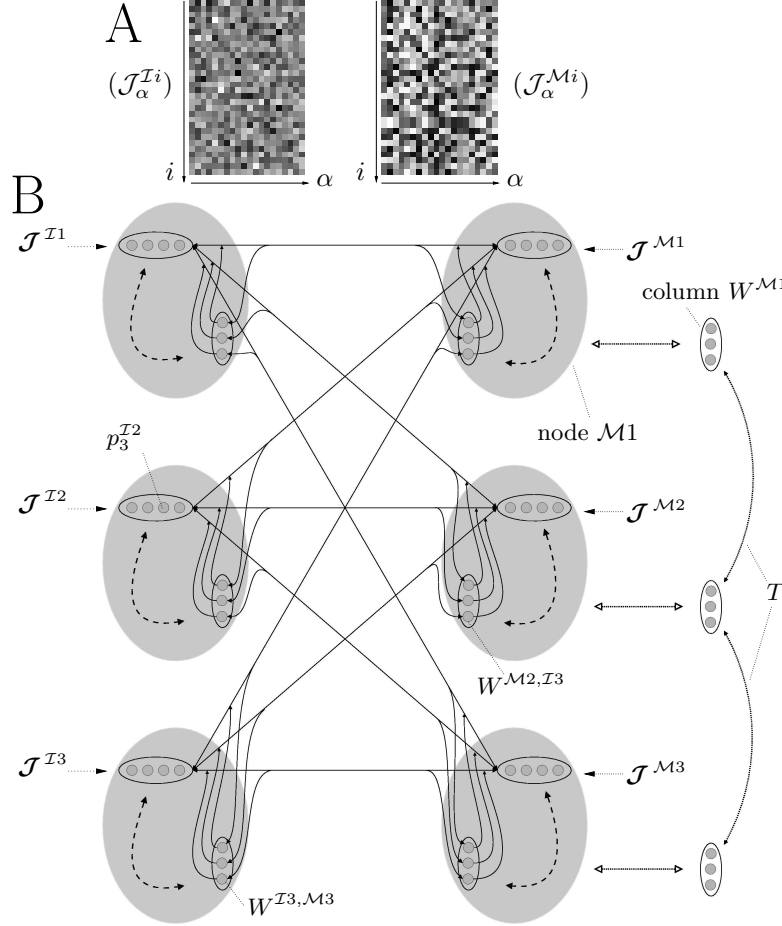 A
(𝒥_α^{ℐi})
i
α
(𝒥_α^{ℳi})
i
α
B
𝒥^{ℐ1}
𝒥^{ℳ1}
column W^{ℳ1}
node ℳ1
p_3^{ℐ2}
𝒥^{ℐ2}
𝒥^{ℳ2}
T
W^{ℳ2,ℐ3}
𝒥^{ℐ3}
𝒥^{ℳ3}
W^{ℐ3,ℳ3}